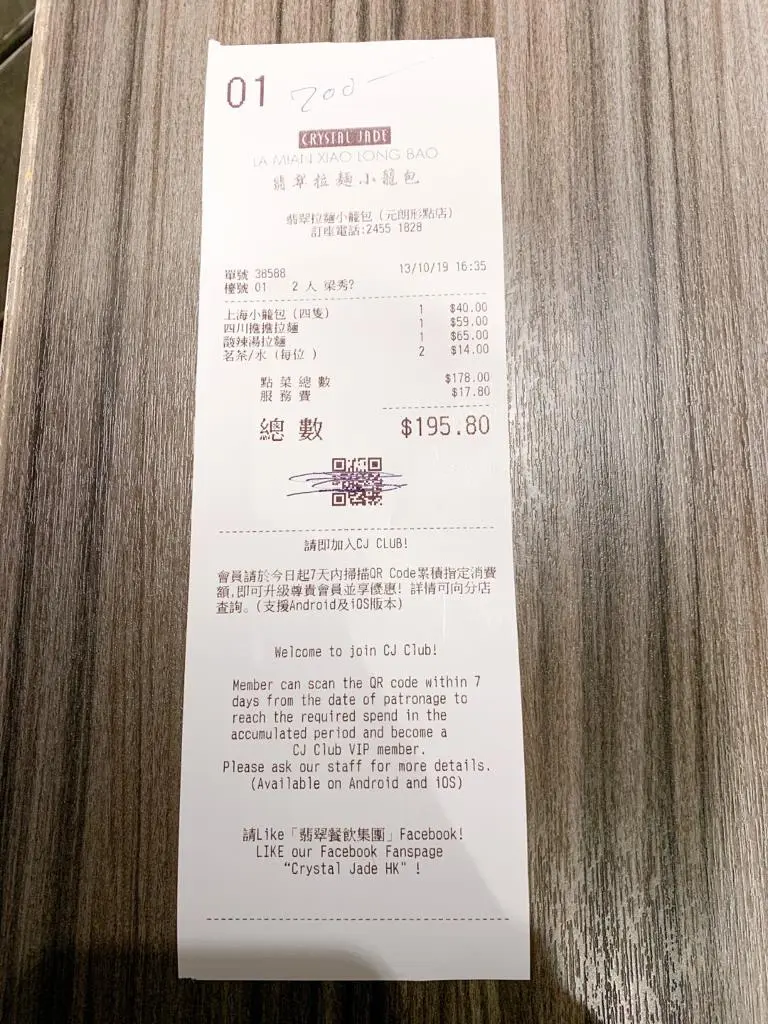 01 200-
CRYSTAL JADE
LA MIAN XIAO LONG BAO
翡翠拉麵小籠包
翡翠拉麵小籠包(元朗形點店)
訂座電話:2455 1828
單號 38588 13/10/19 16:35
檯號 01 2 人 梁秀?
上海小籠包(四隻) 1 $40.00
四川擔擔拉麵 1 $59.00
酸辣湯拉麵 1 $65.00
茗茶/水(每位 ) 2 $14.00
點菜總數 $178.00
服務費 $17.80
總數 $195.80
請即加入CJ CLUB!
會員請於今日起7天內掃描QR Code累積指定消費
額,即可升級尊貴會員並享優惠! 詳情可向分店
查詢。(支援Android及iOS版本)
Welcome to join CJ Club!
Member can scan the QR code within 7
days from the date of patronage to
reach the required spend in the
accumulated period and become a
CJ Club VIP member.
Please ask our staff for more details.
(Available on Android and iOS)
請Like「翡翠餐飲集團」Facebook!
LIKE our Facebook Fanspage
“Crystal Jade HK" !